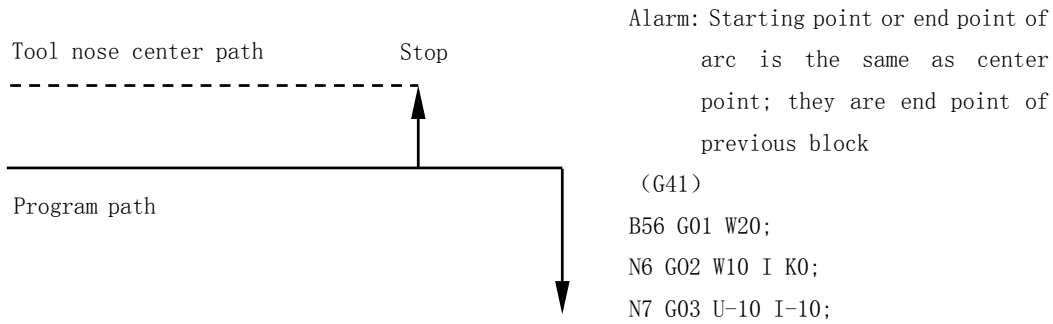 Tool nose center path
Stop
Program path
Alarm: Starting point or end point of
arc is the same as center
point; they are end point of
previous block
（G41）
B56 G01 W20;
N6 G02 W10 I K0;
N7 G03 U-10 I-10;